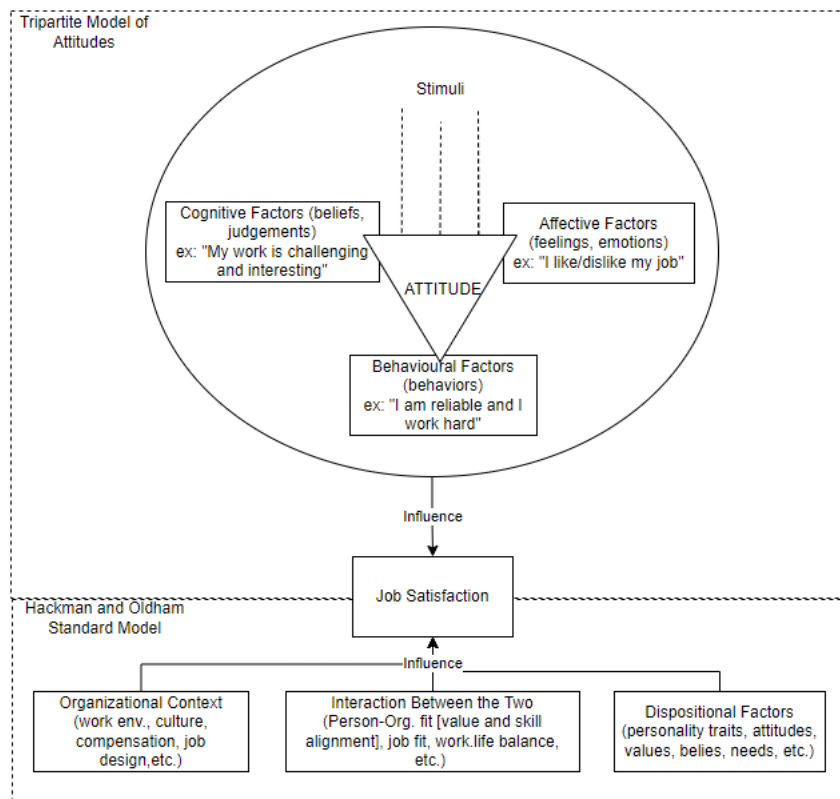 Tripartite Model of
Attitudes
Stimuli
Cognitive Factors (beliefs,
judgements)
ex: "My work is challenging
and interesting"
Affective Factors
(feelings, emotions)
ex: "I like/dislike my job"
ATTITUDE
Behavioural Factors
(behaviors)
ex: "I am reliable and I
work hard"
Influence
Job Satisfaction
Hackman and Oldham
Standard Model
Influence
Organizational Context
(work env., culture,
compensation, job
design,etc.)
Interaction Between the Two
(Person-Org. fit [value and skill
alignment], job fit, work.life balance,
etc.)
Dispositional Factors
(personality traits, attitudes,
values, belies, needs, etc.)